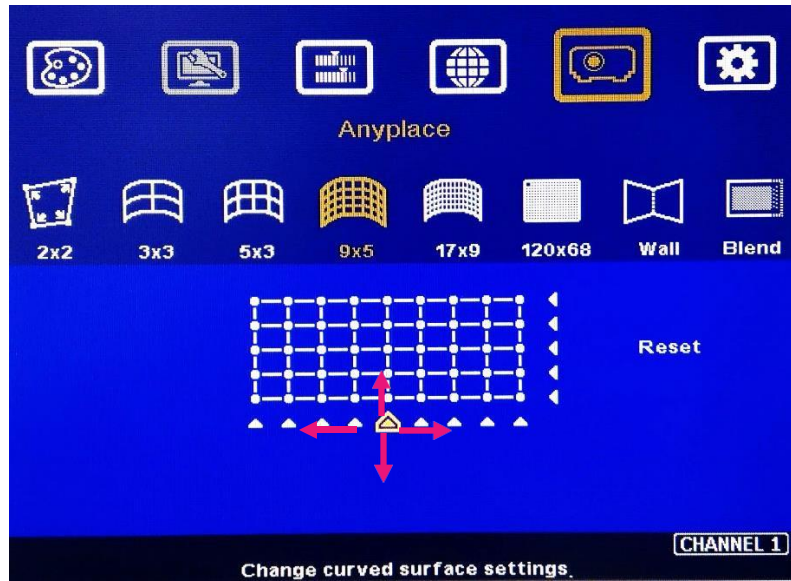 Anyplace
2x2 3x3 5x3 9x5 17x9 120x68 Wall Blend
Reset
CHANNEL 1
Change curved surface settings.